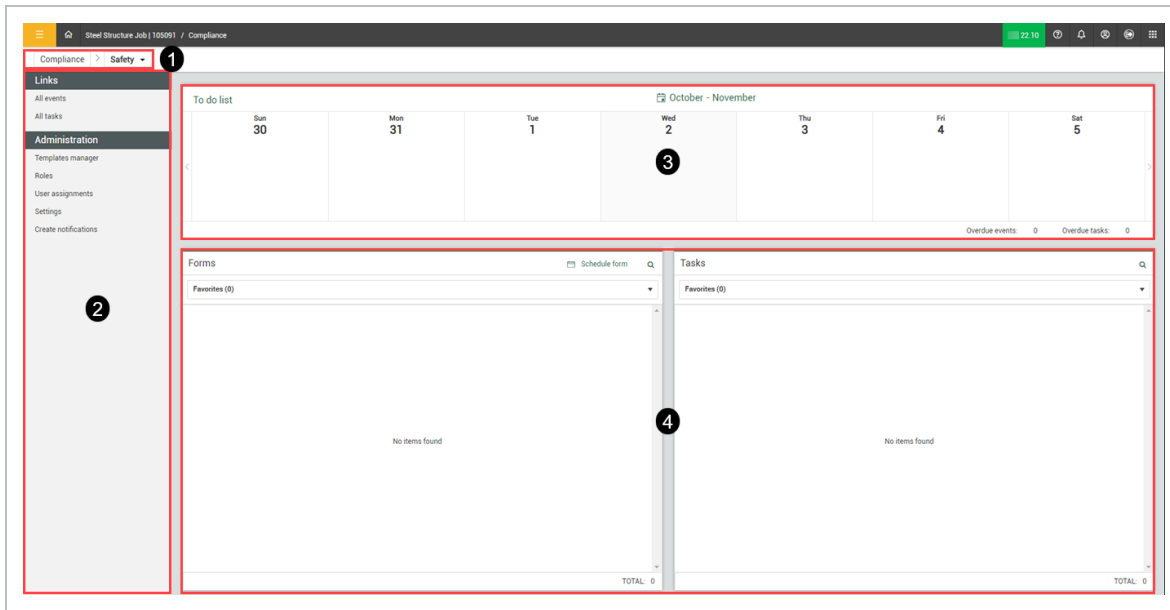 Steel Structure Job | 105091 / Compliance 22.10
Compliance > Safety 1
Links
All events
All tasks
Administration
Templates manager
Roles
User assignments
Settings
Create notifications
2
To do list October - November
Sun Mon Tue Wed Thu Fri Sat
30 31 1 2 3 4 5
3
Overdue events: 0 Overdue tasks: 0
Forms Schedule form
Favorites (0)
No items found
TOTAL: 0
4
Tasks
Favorites (0)
No items found
TOTAL: 0